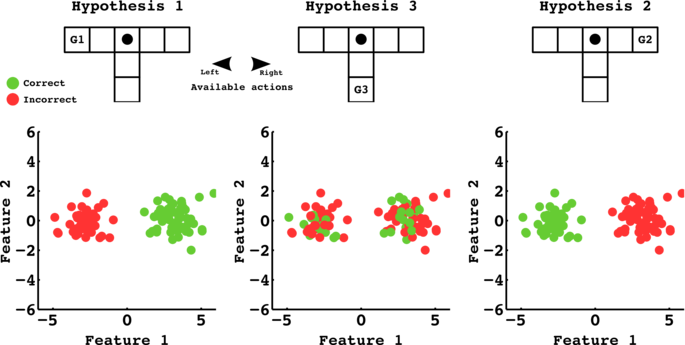 Hypothesis 1
Hypothesis 3
Hypothesis 2
G1
G2
G3
Left
Right
Available actions
Correct
Incorrect
6
4
2
0
−2
−4
−6
Feature 2
−5
0
5
Feature 1
6
4
2
0
−2
−4
−6
Feature 2
−5
0
5
Feature 1
6
4
2
0
−2
−4
−6
Feature 2
−5
0
5
Feature 1